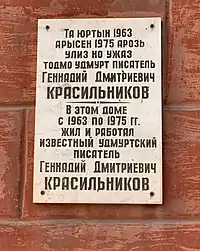 Та юртын 1963
арысен 1975 арозь
улиз но ужаз
тодмо удмурт писатель
Геннадий Дмитриевич
КРАСИЛЬНИКОВ
В этом доме
с 1963 по 1975 гг.
жил и работал
известный удмуртский
писатель
Геннадий Дмитриевич
КРАСИЛЬНИКОВ